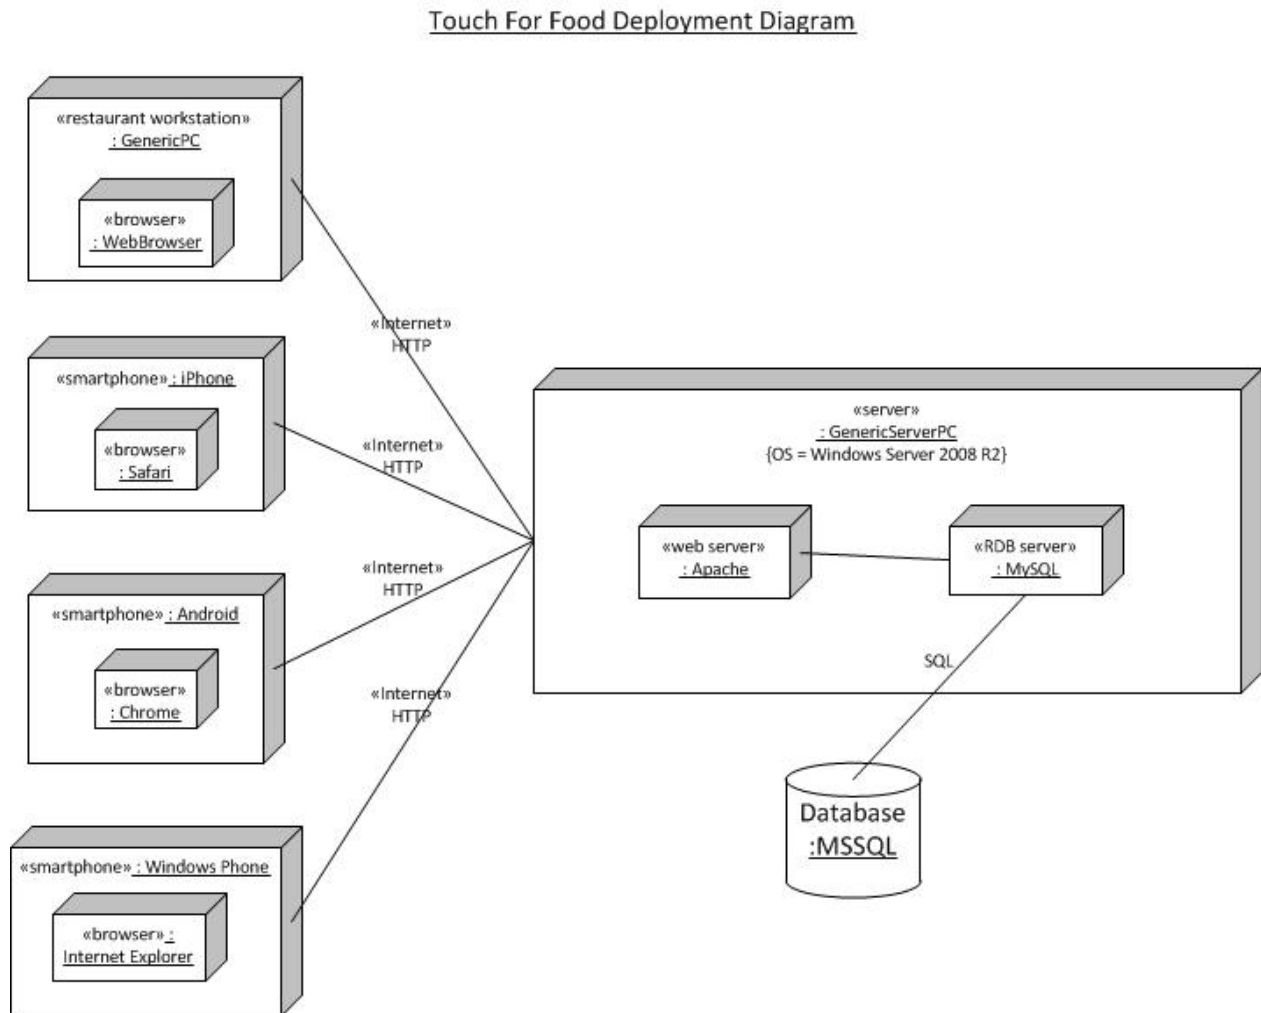 Touch For Food Deployment Diagram
«restaurant workstation»
: GenericPC
«browser»
: WebBrowser
«Internet»
HTTP
«smartphone» : iPhone
«browser»
: Safari
«Internet»
HTTP
«server»
: GenericServerPC
{OS = Windows Server 2008 R2}
«web server»
: Apache
«RDB server»
: MySQL
«smartphone» : Android
«browser»
: Chrome
«Internet»
HTTP
SQL
«Internet»
HTTP
Database
:MSSQL
«smartphone» : Windows Phone
«browser» :
Internet Explorer